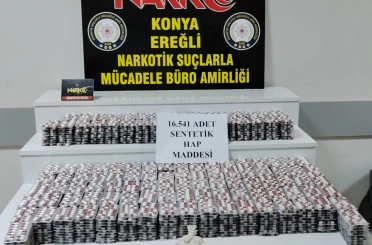 NARKO
KONYA
EREĞLİ
NARKOTİK SUÇLARLA
MÜCADELE BÜRO AMİRLİĞİ
NARKO
16.541 ADET
SENTETİK
HAP
MADDESİ